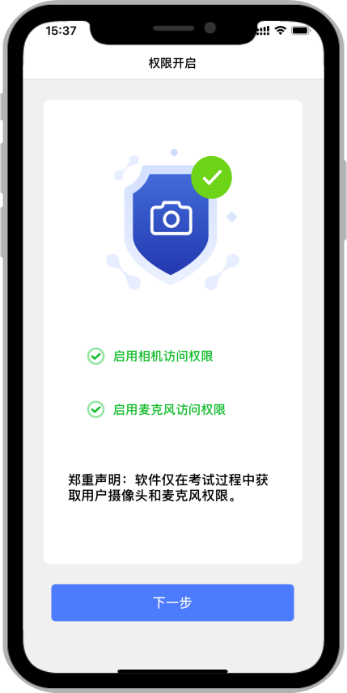 15:37
权限开启
启用相机访问权限
启用麦克风访问权限
郑重声明：软件仅在考试过程中获
取用户摄像头和麦克风权限。
下一步